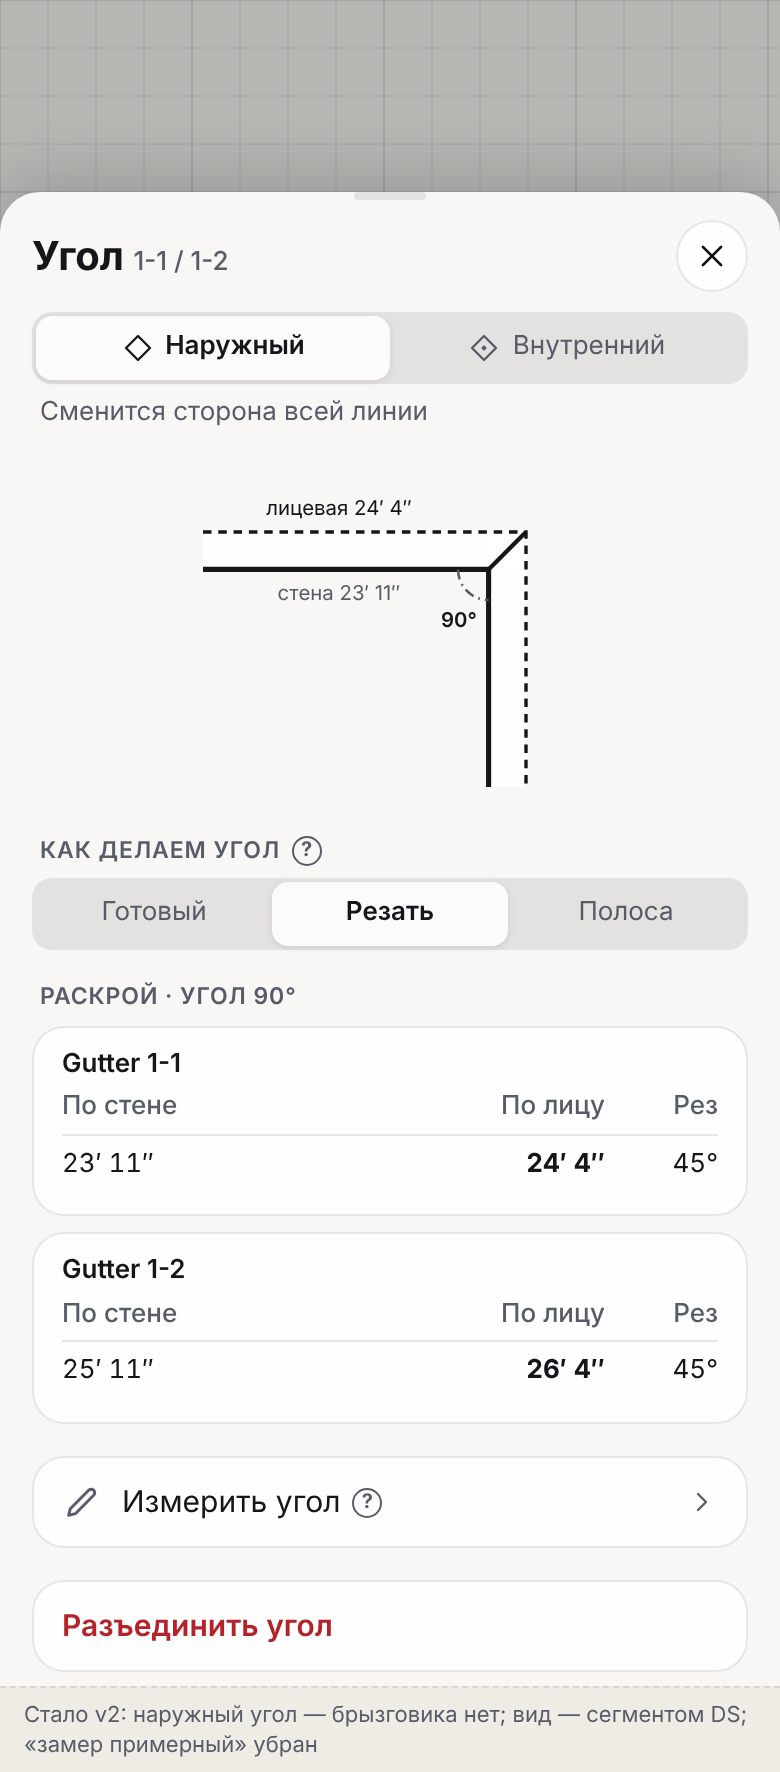 Угол 1-1 / 1-2
Наружный Внутренний
Сменится сторона всей линии
лицевая 24′ 4″
стена 23′ 11″
90°
КАК ДЕЛАЕМ УГОЛ ?
Готовый Резать Полоса
РАСКРОЙ · УГОЛ 90°
Gutter 1-1
По стене По лицу Рез
23′ 11″ 24′ 4″ 45°
Gutter 1-2
По стене По лицу Рез
25′ 11″ 26′ 4″ 45°
Измерить угол ?
Разъединить угол
Стало v2: наружный угол — брызговика нет; вид — сегментом DS;
«замер примерный» убран